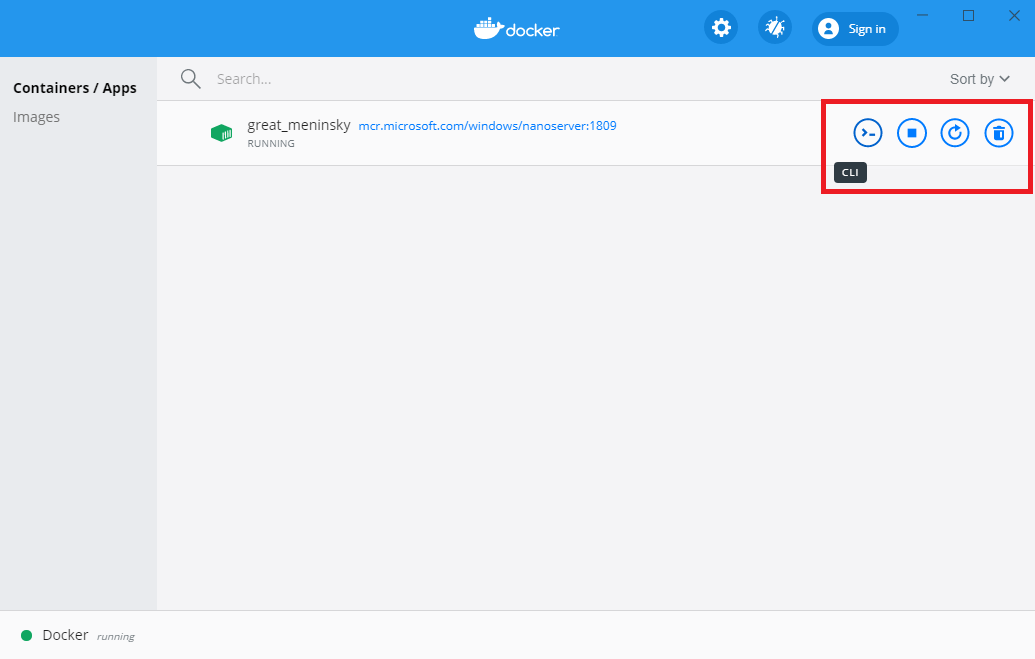 docker
Sign in
Containers / Apps
Images
Search...
Sort by
great_meninsky mcr.microsoft.com/windows/nanoserver:1809
RUNNING
CLI
Docker running